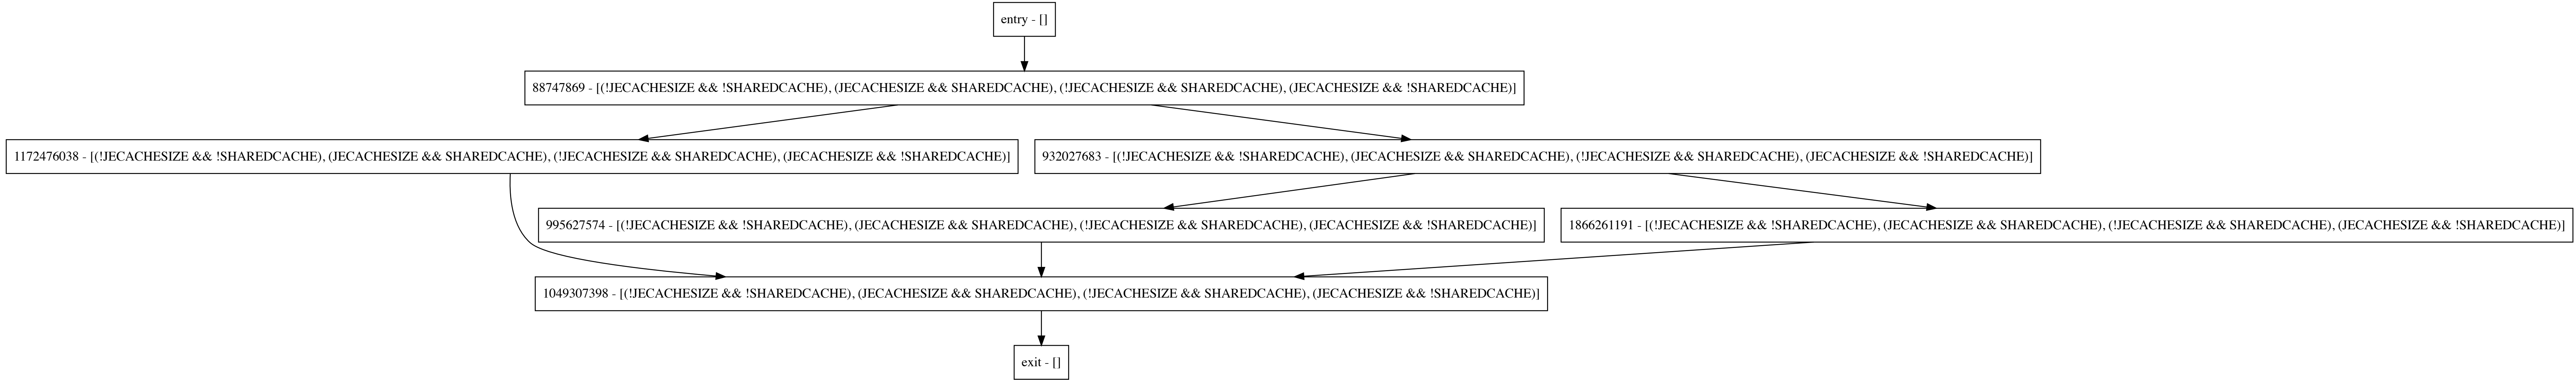 entry - []
88747869 - [(!JECACHESIZE && !SHAREDCACHE), (JECACHESIZE && SHAREDCACHE), (!JECACHESIZE && SHAREDCACHE), (JECACHESIZE && !SHAREDCACHE)]
1172476038 - [(!JECACHESIZE && !SHAREDCACHE), (JECACHESIZE && SHAREDCACHE), (!JECACHESIZE && SHAREDCACHE), (JECACHESIZE && !SHAREDCACHE)]
932027683 - [(!JECACHESIZE && !SHAREDCACHE), (JECACHESIZE && SHAREDCACHE), (!JECACHESIZE && SHAREDCACHE), (JECACHESIZE && !SHAREDCACHE)]
995627574 - [(!JECACHESIZE && !SHAREDCACHE), (JECACHESIZE && SHAREDCACHE), (!JECACHESIZE && SHAREDCACHE), (JECACHESIZE && !SHAREDCACHE)]
1866261191 - [(!JECACHESIZE && !SHAREDCACHE), (JECACHESIZE && SHAREDCACHE), (!JECACHESIZE && SHAREDCACHE), (JECACHESIZE && !SHAREDCACHE)]
1049307398 - [(!JECACHESIZE && !SHAREDCACHE), (JECACHESIZE && SHAREDCACHE), (!JECACHESIZE && SHAREDCACHE), (JECACHESIZE && !SHAREDCACHE)]
exit - []